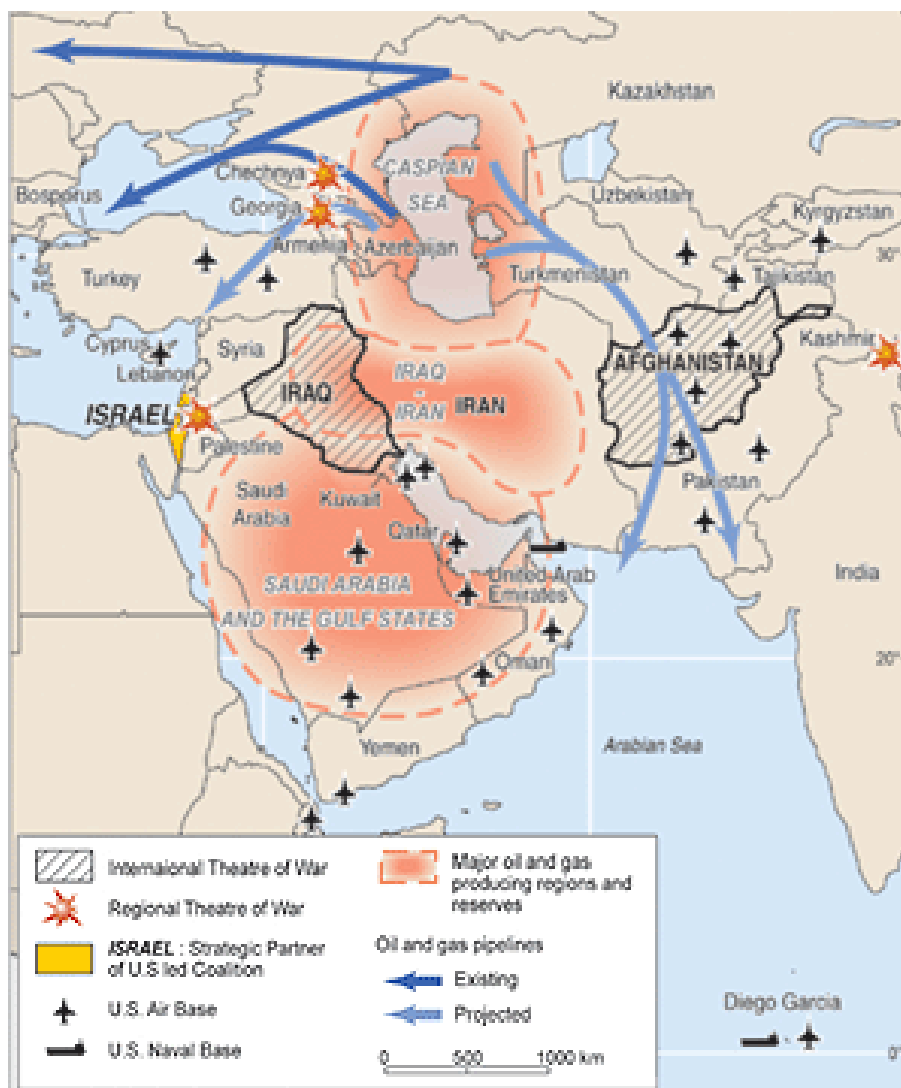 Kazakhstan
CASPIAN
SEA
Chechnya
Bosporus
Georgia
Uzbekistan
Kyrgyzstan
Armenia
Azerbaijan
30°
Turkey
Turkmenistan
Tajikistan
Cyprus
Syria
Kashmir
Lebanon
AFGHANISTAN
IRAQ
IRAQ
-
IRAN
IRAN
ISRAEL
Palestine
Pakistan
Saudi
Arabia
Kuwait
Qatar
India
SAUDI ARABIA
AND THE GULF STATES
United Arab
Emirates
Oman
20°
Yemen
Arabian Sea
Internaional Theatre of War
Regional Theatre of War
ISRAEL : Strategic Partner
of U.S led Coalition
U.S. Air Base
U.S. Naval Base
Major oil and gas
producing regions and
reserves
Oil and gas pipelines
Existing
Projected
0 500 1000 km
Diego Garcia
0°